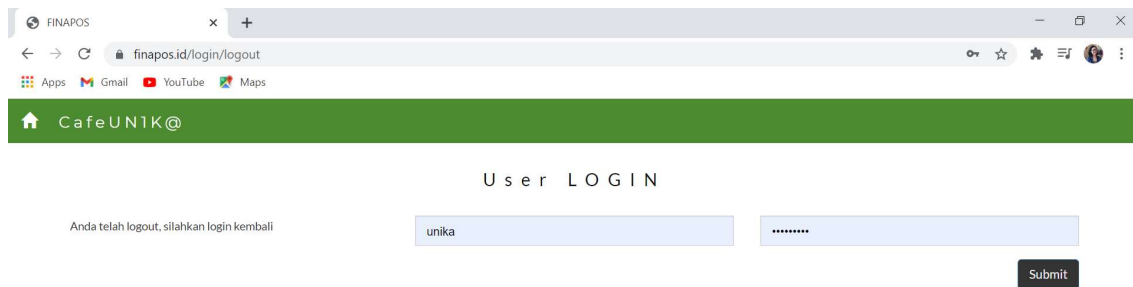 FINAPOS
finapos.id/login/logout
Apps Gmail YouTube Maps
CafeUN1K@
User LOGIN
Anda telah logout, silahkan login kembali
unika
•••••••••
Submit